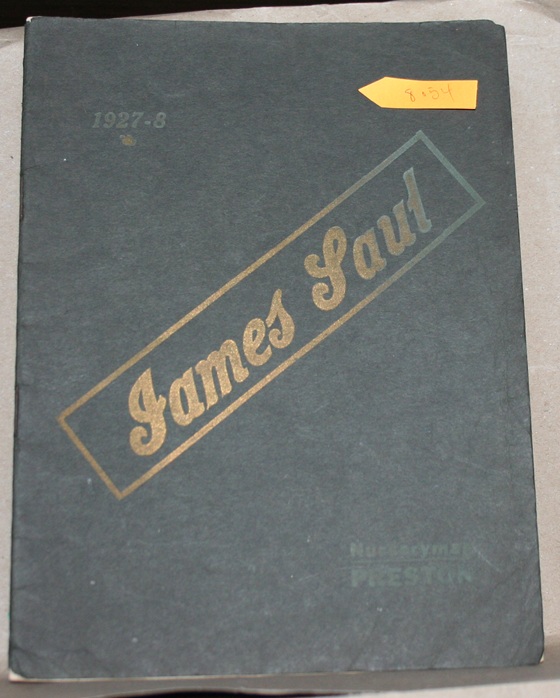 8.54
1927-8
James Saul
Nurseryman
PRESTON